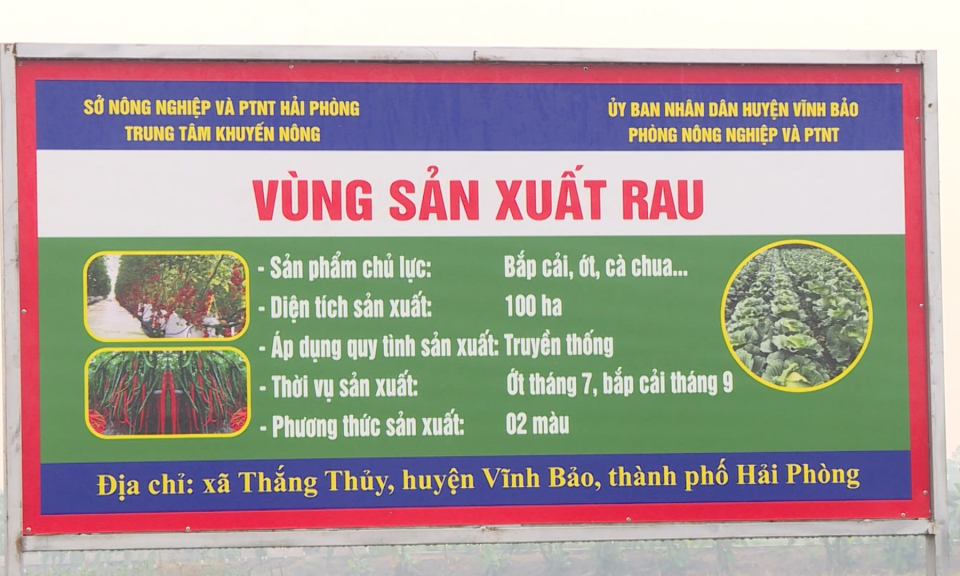 SỞ NÔNG NGHIỆP VÀ PTNT HẢI PHÒNG
TRUNG TÂM KHUYẾN NÔNG
ỦY BAN NHÂN DÂN HUYỆN VĨNH BẢO
PHÒNG NÔNG NGHIỆP VÀ PTNT
VÙNG SẢN XUẤT RAU
- Sản phẩm chủ lực: Bắp cải, ớt, cà chua...
- Diện tích sản xuất: 100 ha
- Áp dụng quy tình sản xuất: Truyền thống
- Thời vụ sản xuất: Ớt tháng 7, bắp cải tháng 9
- Phương thức sản xuất: 02 màu
Địa chỉ: xã Thắng Thủy, huyện Vĩnh Bảo, thành phố Hải Phòng